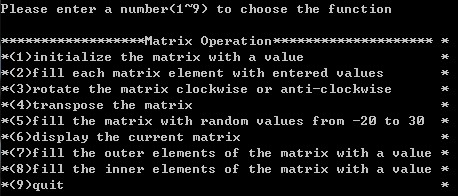 Please enter a number(1~9) to choose the function
*****************Matrix Operation******************* *
*(1)initialize the matrix with a value *
*(2)fill each matrix element with entered values *
*(3)rotate the matrix clockwise or anti-clockwise *
*(4)transpose the matrix *
*(5)fill the matrix with random values from -20 to 30 *
*(6)display the current matrix *
*(7)fill the outer elements of the matrix with a value *
*(8)fill the inner elements of the matrix with a value *
*(9)quit *